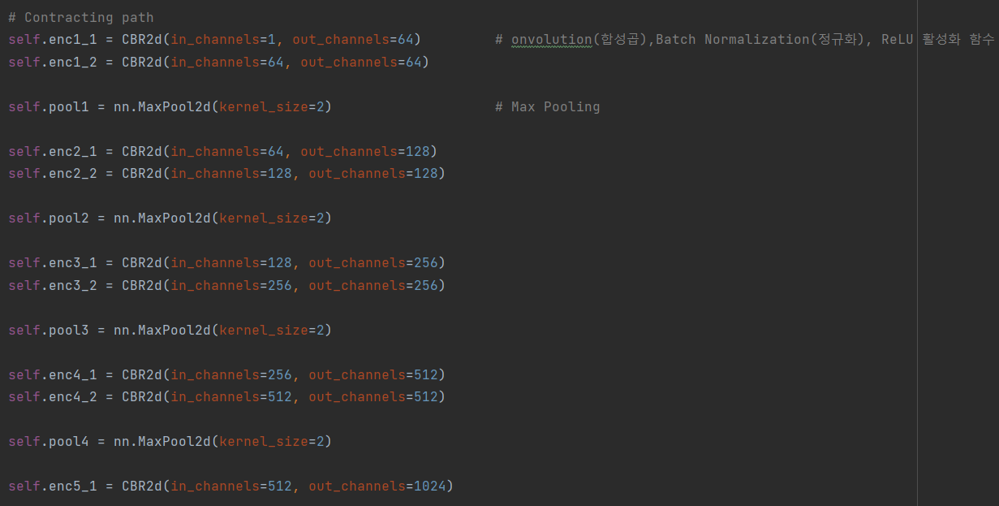 # Contracting path
self.enc1_1 = CBR2d(in_channels=1, out_channels=64)         # onvolution(합성곱),Batch Normalization(정규화), ReLU 활성화 함수
self.enc1_2 = CBR2d(in_channels=64, out_channels=64)
self.pool1 = nn.MaxPool2d(kernel_size=2)                    # Max Pooling
self.enc2_1 = CBR2d(in_channels=64, out_channels=128)
self.enc2_2 = CBR2d(in_channels=128, out_channels=128)
self.pool2 = nn.MaxPool2d(kernel_size=2)
self.enc3_1 = CBR2d(in_channels=128, out_channels=256)
self.enc3_2 = CBR2d(in_channels=256, out_channels=256)
self.pool3 = nn.MaxPool2d(kernel_size=2)
self.enc4_1 = CBR2d(in_channels=256, out_channels=512)
self.enc4_2 = CBR2d(in_channels=512, out_channels=512)
self.pool4 = nn.MaxPool2d(kernel_size=2)
self.enc5_1 = CBR2d(in_channels=512, out_channels=1024)